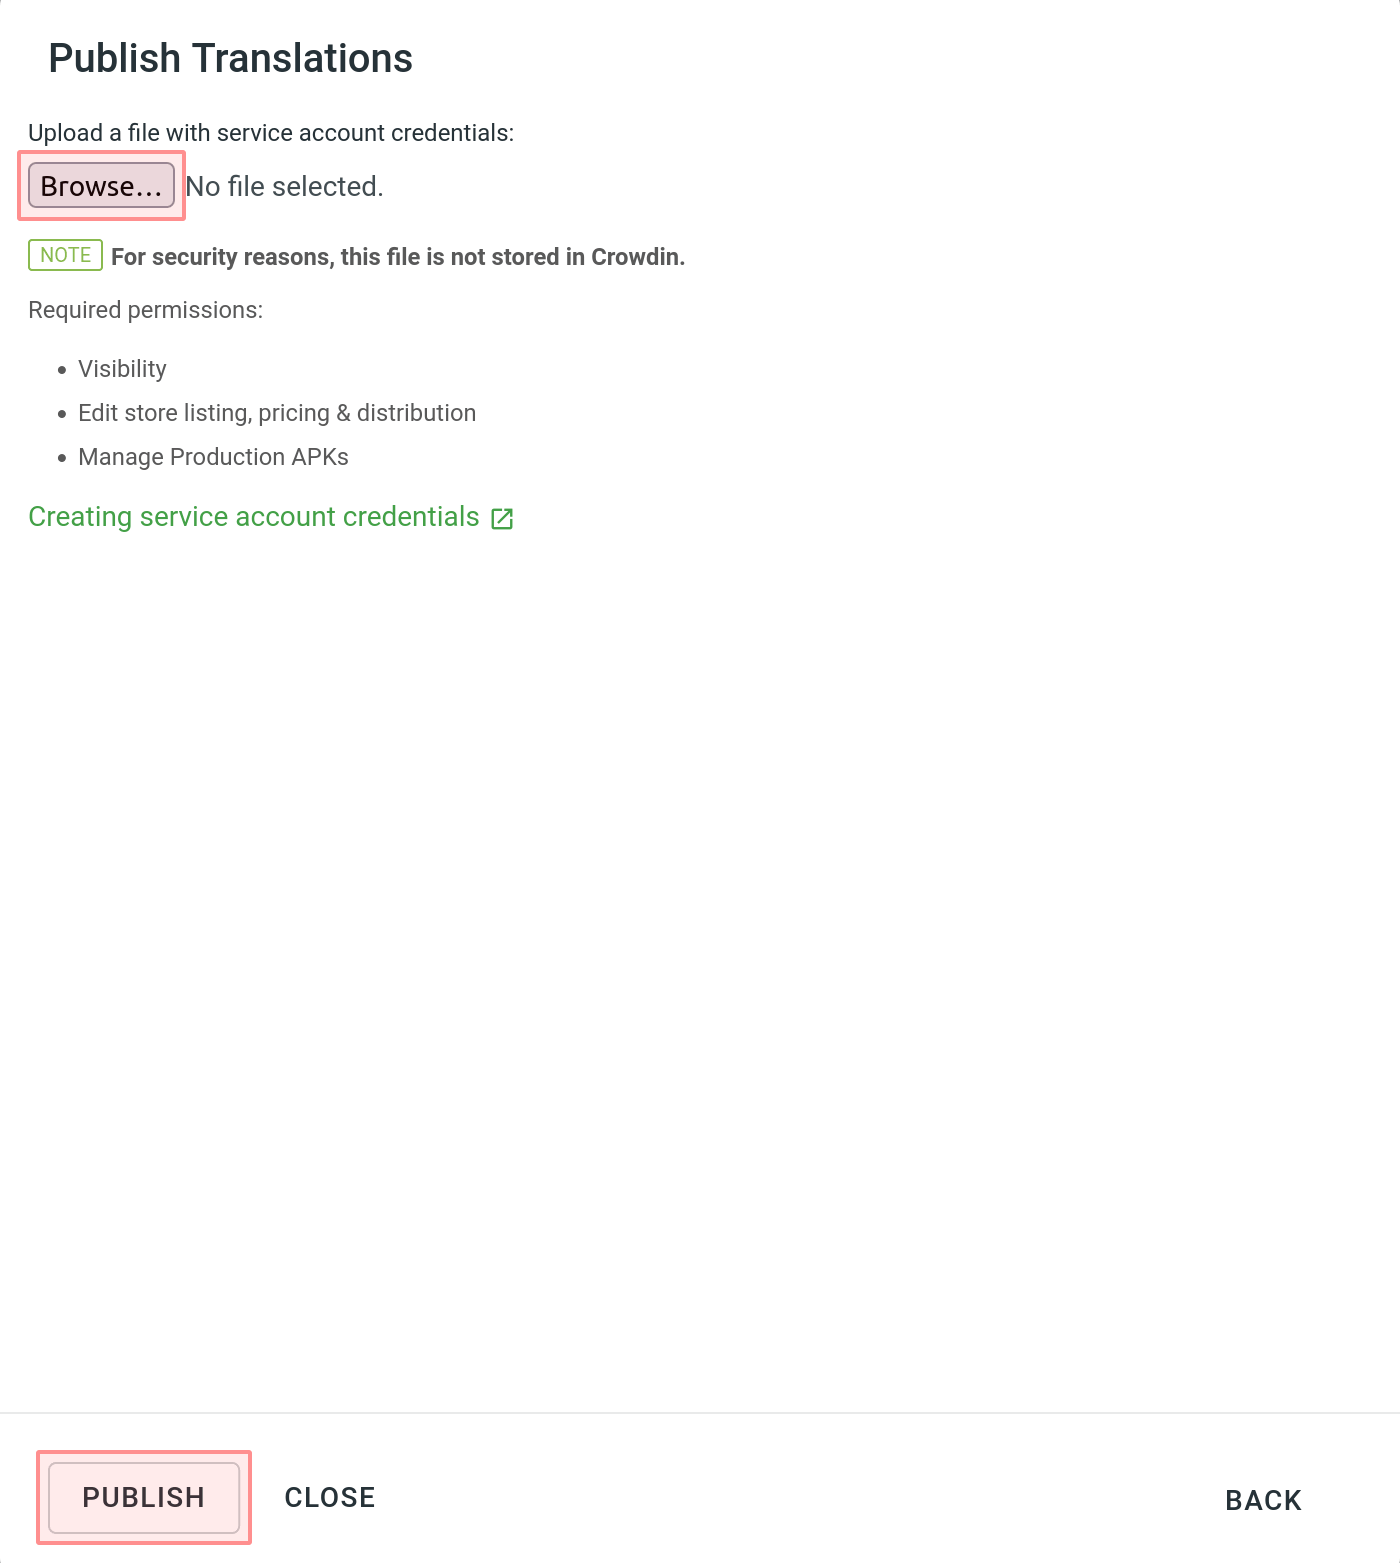 Publish Translations
Upload a file with service account credentials:
Browse... No file selected.
NOTE For security reasons, this file is not stored in Crowdin.
Required permissions:
• Visibility
• Edit store listing, pricing & distribution
• Manage Production APKs
Creating service account credentials
PUBLISH CLOSE BACK